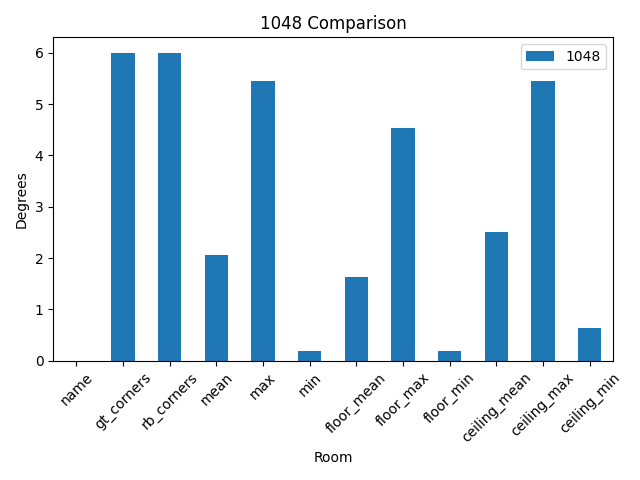 1048 Comparison
1048
6
5
4
3
2
1
0
Degrees
name
gt_corners
rb_corners
mean
max
min
floor_mean
floor_max
floor_min
ceiling_mean
ceiling_max
ceiling_min
Room